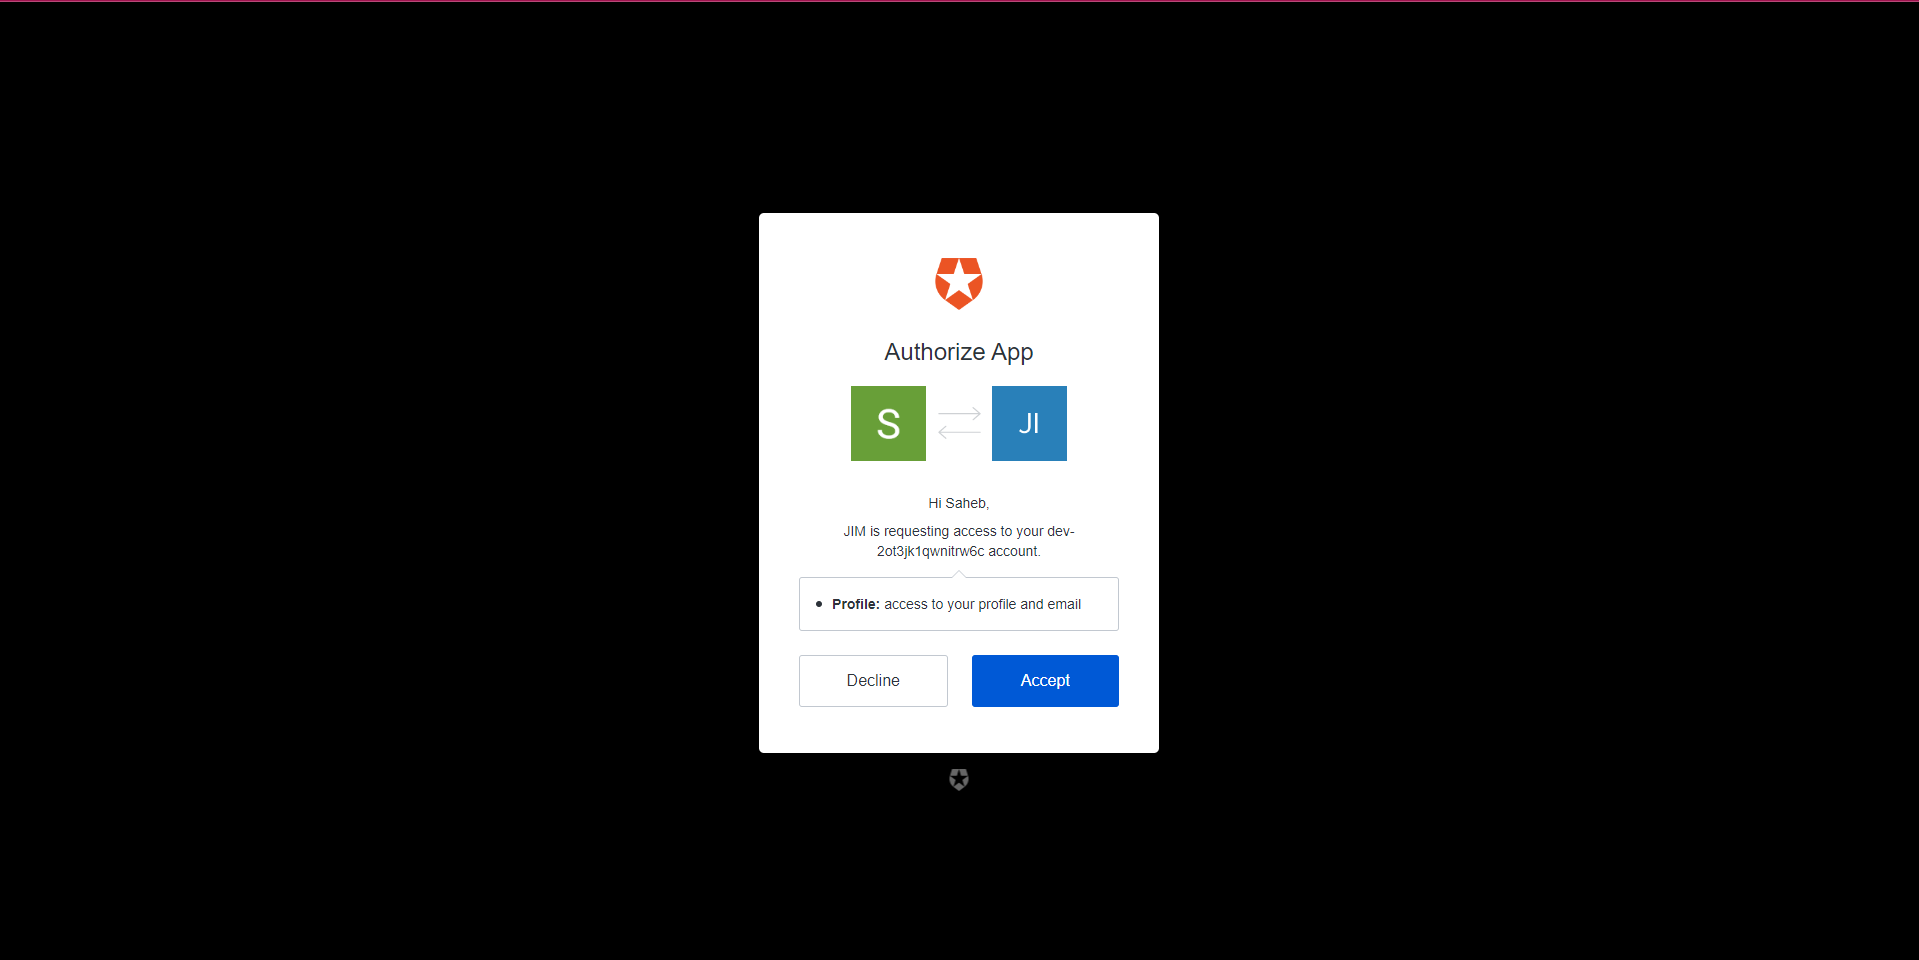 Authorize App
S
JI
Hi Saheb,
JIM is requesting access to your dev-
2ot3jk1qwnitrw6c account.
Profile: access to your profile and email
Decline
Accept